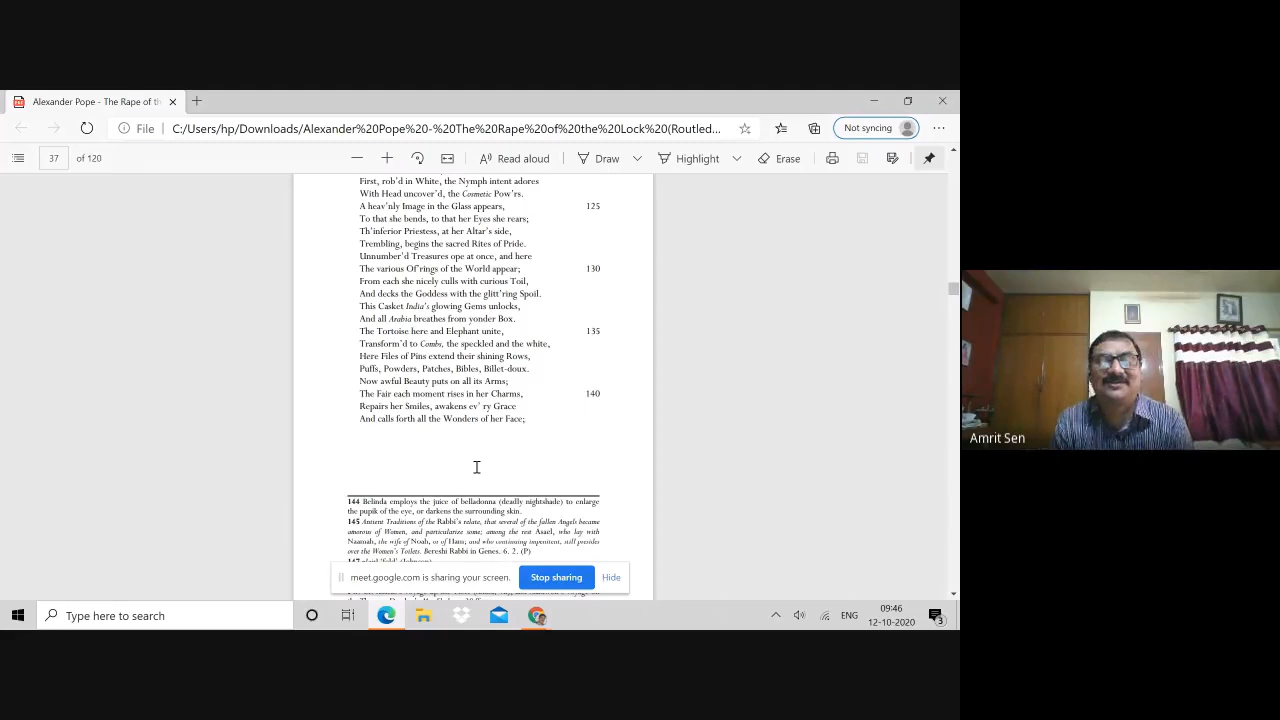 Alexander Pope - The Rape of th
File
C:/Users/hp/Downloads/Alexander%20Pope%20-%20The%20Rape%20of%20the%20Lock%20(Routled...
Not syncing
37 of 120
Read aloud
Draw
Highlight
Erase
First, rob'd in White, the Nymph intent adores
With Head uncover'd, the Cosmetic Pow'rs.
A heav'nly Image in the Glass appears, 125
To that she bends, to that her Eyes she rears;
Th'inferior Priestess, at her Altar's side,
Trembling, begins the sacred Rites of Pride.
Unnumber'd Treasures ope at once, and here
The various Of'rings of the World appear; 130
From each she nicely culls with curious Toil,
And decks the Goddess with the glitt'ring Spoil.
This Casket India's glowing Gems unlocks,
And all Arabia breathes from yonder Box.
The Tortoise here and Elephant unite, 135
Transform'd to Combs, the speckled and the white,
Here Files of Pins extend their shining Rows,
Puffs, Powders, Patches, Bibles, Billet-doux.
Now awful Beauty puts on all its Arms;
The Fair each moment rises in her Charms, 140
Repairs her Smiles, awakens ev' ry Grace
And calls forth all the Wonders of her Face;
144 Belinda employs the juice of belladonna (deadly nightshade) to enlarge
the pupik of the eye, or darkens the surrounding skin.
145 Antient Traditions of the Rabbi's relate, that several of the fallen Angels became
amorous of Women, and particularize some; among the rest Asael, who lay with
Naamah, the wife of Noah, or of Ham; and who continuing impenitent, still presides
over the Women's Toilets. Bereshi Rabbi in Genes. 6. 2. (P)
meet.google.com is sharing your screen.
Stop sharing
Hide
Type here to search
ENG
09:46
12-10-2020
3
Amrit Sen